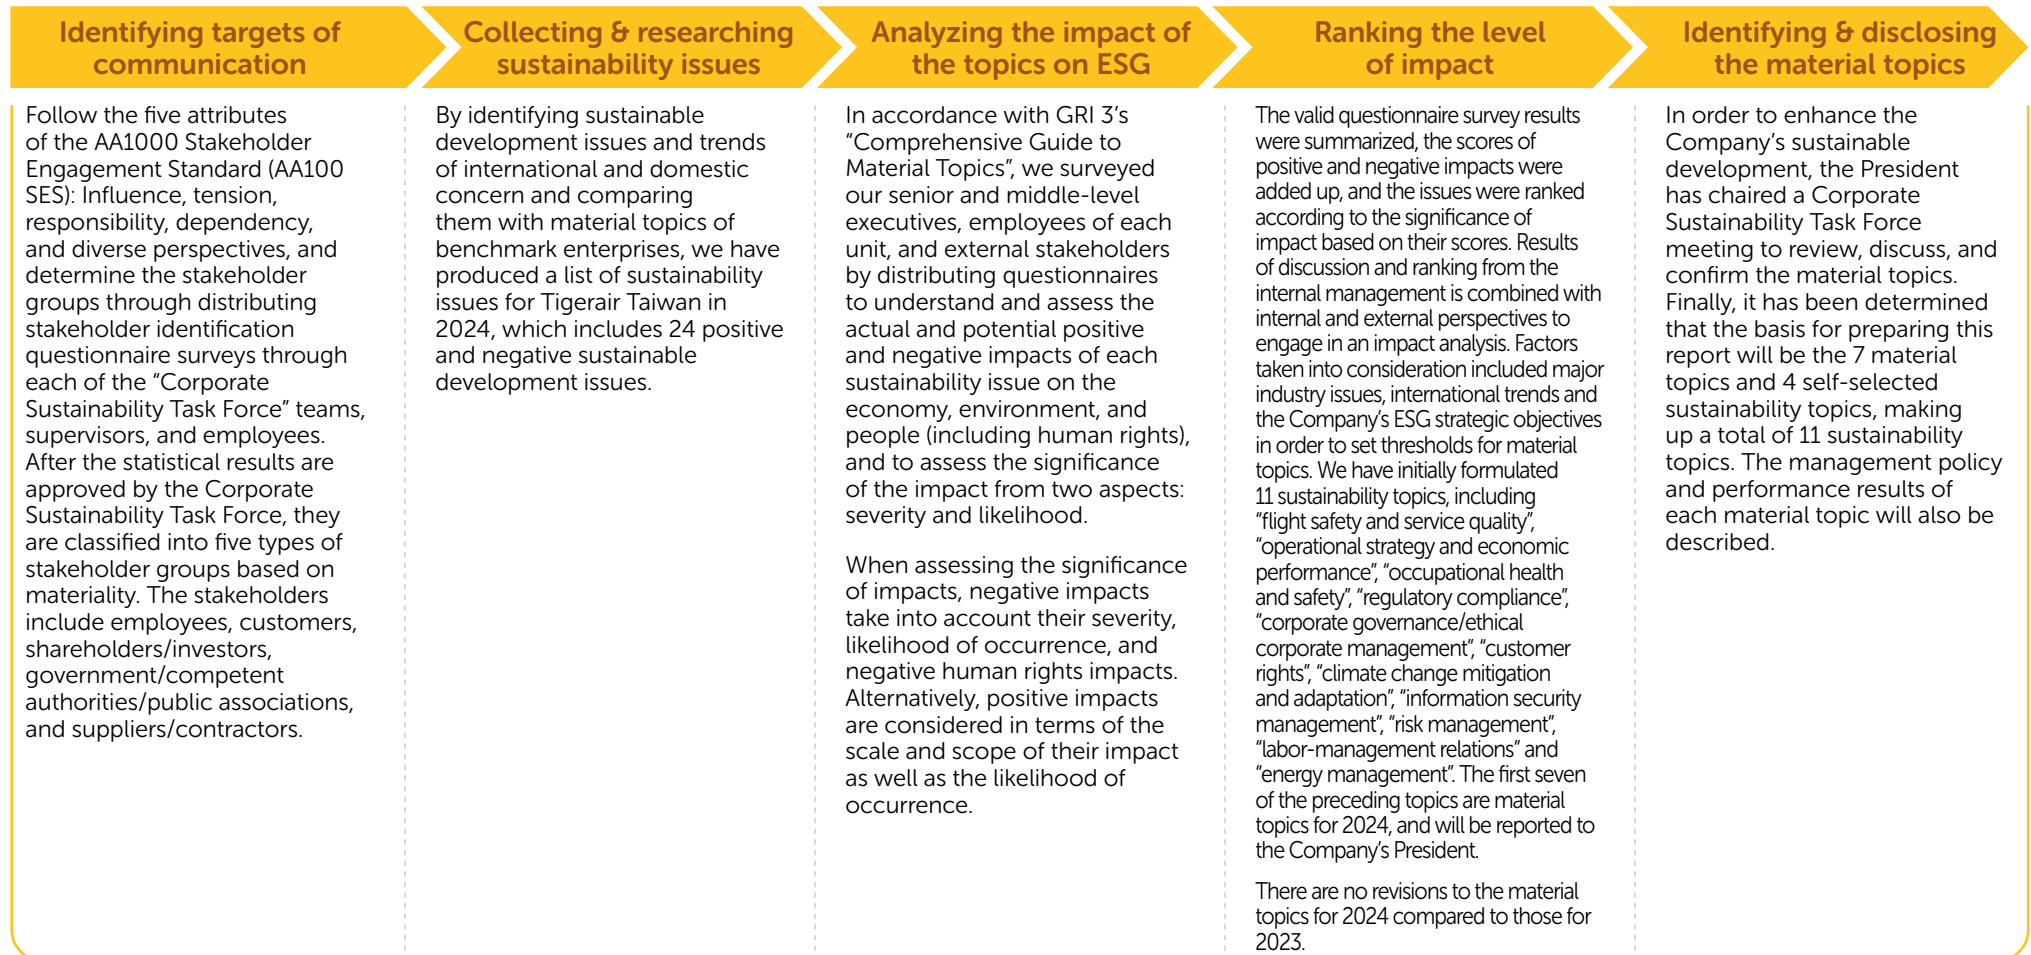 Identifying targets of
communication
Follow the five attributes
of the AA1000 Stakeholder
Engagement Standard (AA100
SES): Influence, tension,
responsibility, dependency,
and diverse perspectives, and
determine the stakeholder
groups through distributing
stakeholder identification
questionnaire surveys through
each of the “Corporate
Sustainability Task Force” teams,
supervisors, and employees.
After the statistical results are
approved by the Corporate
Sustainability Task Force, they
are classified into five types of
stakeholder groups based on
materiality. The stakeholders
include employees, customers,
shareholders/investors,
government/competent
authorities/public associations,
and suppliers/contractors.
Collecting & researching
sustainability issues
By identifying sustainable
development issues and trends
of international and domestic
concern and comparing
them with material topics of
benchmark enterprises, we have
produced a list of sustainability
issues for Tigerair Taiwan in
2024, which includes 24 positive
and negative sustainable
development issues.
Analyzing the impact of
the topics on ESG
In accordance with GRI 3’s
“Comprehensive Guide to
Material Topics”, we surveyed
our senior and middle-level
executives, employees of each
unit, and external stakeholders
by distributing questionnaires
to understand and assess the
actual and potential positive
and negative impacts of each
sustainability issue on the
economy, environment, and
people (including human rights),
and to assess the significance
of the impact from two aspects:
severity and likelihood.
When assessing the significance
of impacts, negative impacts
take into account their severity,
likelihood of occurrence, and
negative human rights impacts.
Alternatively, positive impacts
are considered in terms of the
scale and scope of their impact
as well as the likelihood of
occurrence.
Ranking the level
of impact
The valid questionnaire survey results
were summarized, the scores of
positive and negative impacts were
added up, and the issues were ranked
according to the significance of
impact based on their scores. Results
of discussion and ranking from the
internal management is combined with
internal and external perspectives to
engage in an impact analysis. Factors
taken into consideration included major
industry issues, international trends and
the Company’s ESG strategic objectives
in order to set thresholds for material
topics. We have initially formulated
11 sustainability topics, including
“flight safety and service quality”,
“operational strategy and economic
performance”, “occupational health
and safety”, “regulatory compliance”,
“corporate governance/ethical
corporate management”, “customer
rights”, “climate change mitigation
and adaptation”, “information security
management”, “risk management”,
“labor-management relations” and
“energy management”. The first seven
of the preceding topics are material
topics for 2024, and will be reported to
the Company’s President.
There are no revisions to the material
topics for 2024 compared to those for
2023.
Identifying & disclosing
the material topics
In order to enhance the
Company’s sustainable
development, the President
has chaired a Corporate
Sustainability Task Force
meeting to review, discuss, and
confirm the material topics.
Finally, it has been determined
that the basis for preparing this
report will be the 7 material
topics and 4 self-selected
sustainability topics, making
up a total of 11 sustainability
topics. The management policy
and performance results of
each material topic will also be
described.